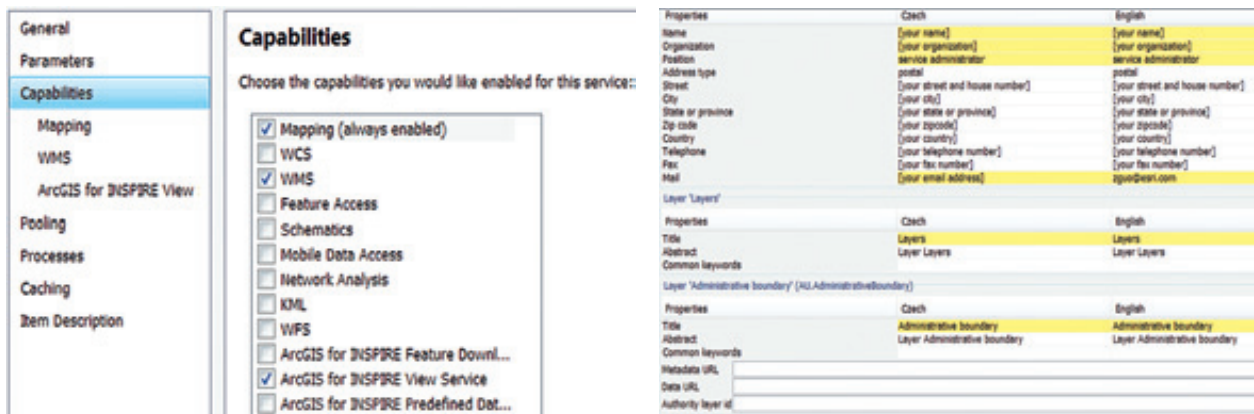 General
Parameters
Capabilities
Mapping
WMS
ArcGIS for INSPIRE View
Pooling
Processes
Caching
Item Description
Capabilities
Choose the capabilities you would like enabled for this service:
Mapping (always enabled)
WCS
WMS
Feature Access
Schematics
Mobile Data Access
Network Analysis
KML
WFS
ArcGIS for INSPIRE Feature Downl...
ArcGIS for INSPIRE View Service
ArcGIS for INSPIRE Predefined Dat...
Properties Czech English
Name [your name] [your name]
Organization [your organization] [your organization]
Position service administrator service administrator
Address type postal postal
Street [your street and house number] [your street and house number]
City [your city] [your city]
State or province [your state or province] [your state or province]
Zip code [your zipcode] [your zipcode]
Country [your country] [your country]
Telephone [your telephone number] [your telephone number]
Fax [your fax number] [your fax number]
Mail [your email address] zguo@esri.com
Layer 'Layers'
Properties Czech English
Title Layers Layers
Abstract Layer Layers Layer Layers
Common keywords
Layer 'Administrative boundary' (AU.AdministrativeBoundary)
Properties Czech English
Title Administrative boundary Administrative boundary
Abstract Layer Administrative boundary Layer Administrative boundary
Common keywords
Metadata URL
Data URL
Authority layer id